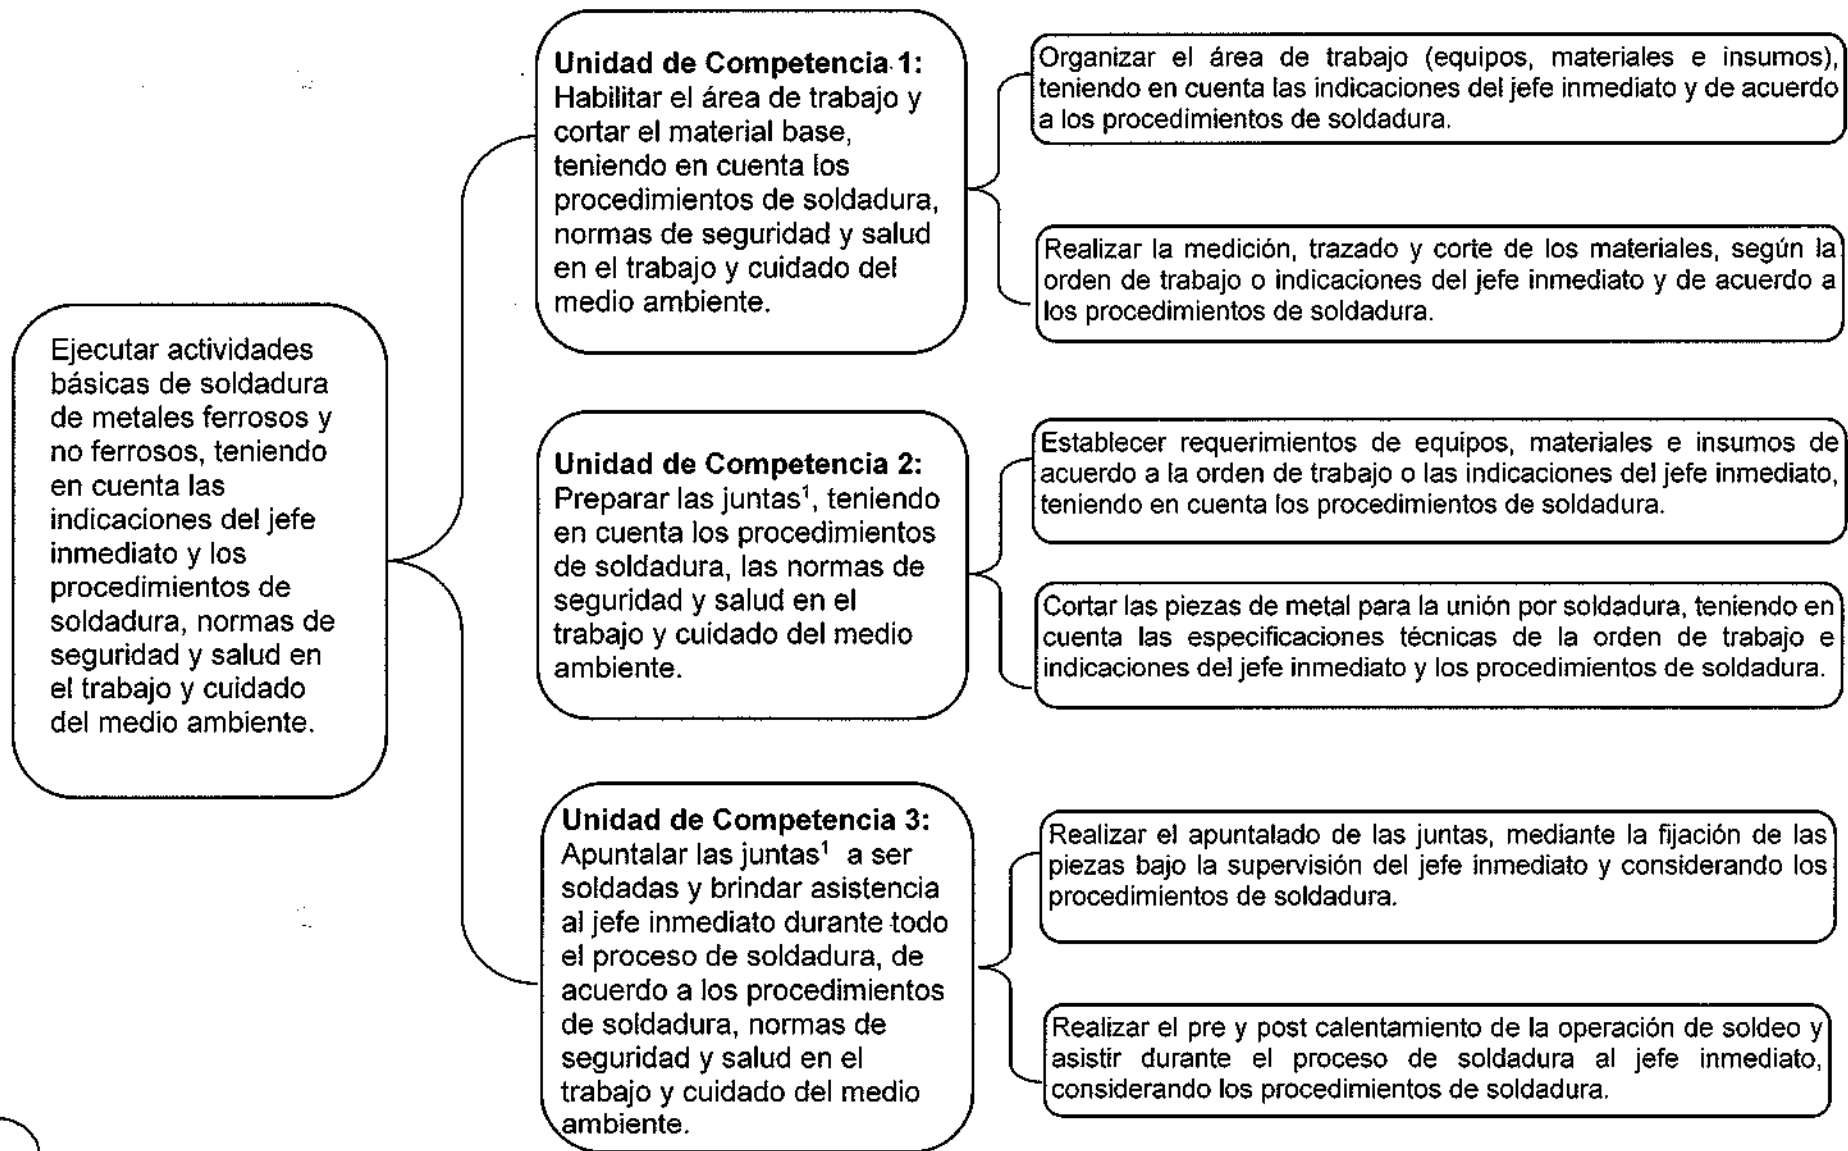 Ejecutar actividades
básicas de soldadura
de metales ferrosos y
no ferrosos, teniendo
en cuenta las
indicaciones del jefe
inmediato y los
procedimientos de
soldadura, normas de
seguridad y salud en
el trabajo y cuidado
del medio ambiente.
Unidad de Competencia 1:
Habilitar el área de trabajo y
cortar el material base,
teniendo en cuenta los
procedimientos de soldadura,
normas de seguridad y salud
en el trabajo y cuidado del
medio ambiente.
Organizar el área de trabajo (equipos, materiales e insumos),
teniendo en cuenta las indicaciones del jefe inmediato y de acuerdo
a los procedimientos de soldadura.
Realizar la medición, trazado y corte de los materiales, según la
orden de trabajo o indicaciones del jefe inmediato y de acuerdo a
los procedimientos de soldadura.
Unidad de Competencia 2:
Preparar las juntas¹, teniendo
en cuenta los procedimientos
de soldadura, las normas de
seguridad y salud en el
trabajo y cuidado del medio
ambiente.
Establecer requerimientos de equipos, materiales e insumos de
acuerdo a la orden de trabajo o las indicaciones del jefe inmediato,
teniendo en cuenta los procedimientos de soldadura.
Cortar las piezas de metal para la unión por soldadura, teniendo en
cuenta las especificaciones técnicas de la orden de trabajo e
indicaciones del jefe inmediato y los procedimientos de soldadura.
Unidad de Competencia 3:
Apuntalar las juntas¹ a ser
soldadas y brindar asistencia
al jefe inmediato durante todo
el proceso de soldadura, de
acuerdo a los procedimientos
de soldadura, normas de
seguridad y salud en el
trabajo y cuidado del medio
ambiente.
Realizar el apuntalado de las juntas, mediante la fijación de las
piezas bajo la supervisión del jefe inmediato y considerando los
procedimientos de soldadura.
Realizar el pre y post calentamiento de la operación de soldeo y
asistir durante el proceso de soldadura al jefe inmediato,
considerando los procedimientos de soldadura.